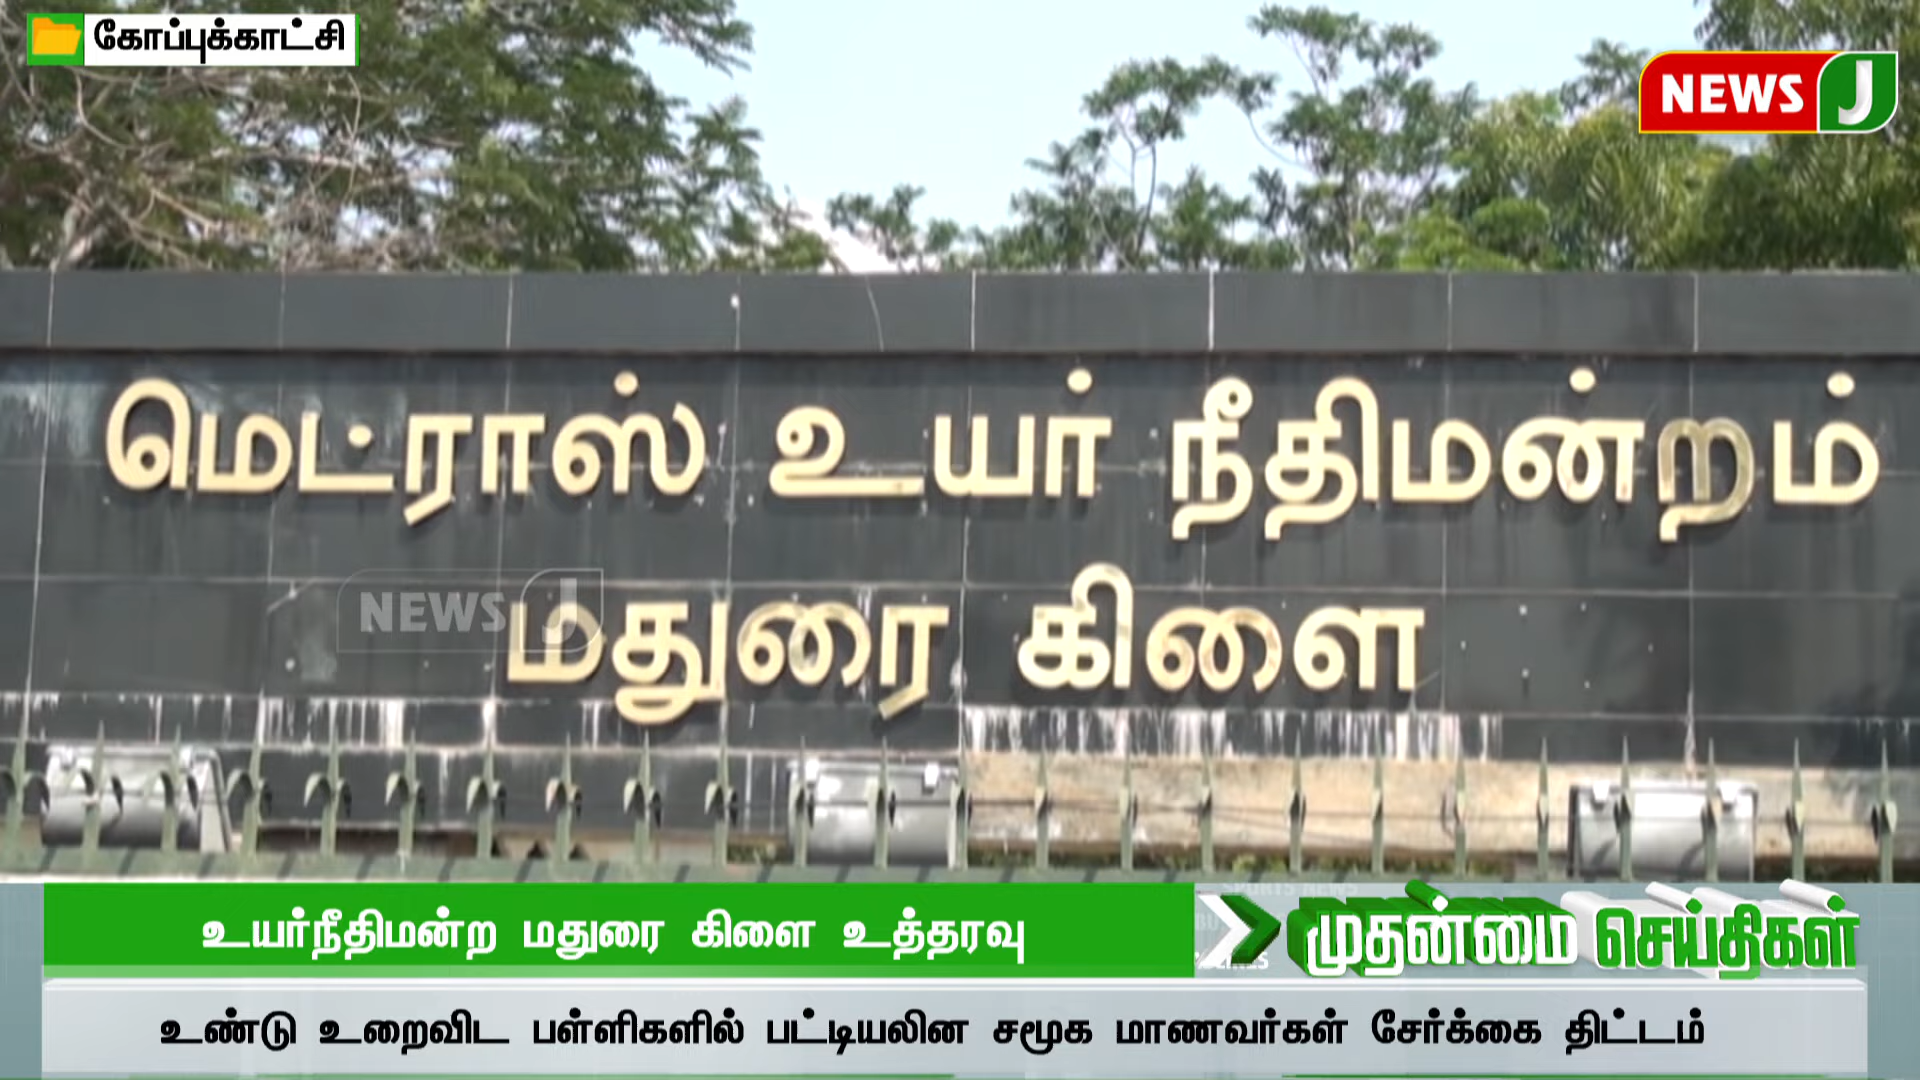 கோப்புக்காட்சி
NEWS J
மெட்ராஸ் உயர் நீதிமன்றம்
மதுரை கிளை
NEWS J
உயர்நீதிமன்ற மதுரை கிளை உத்தரவு
முதன்மை செய்திகள்
உண்டு உறைவிட பள்ளிகளில் பட்டியலின சமூக மாணவர்கள் சேர்க்கை திட்டம்